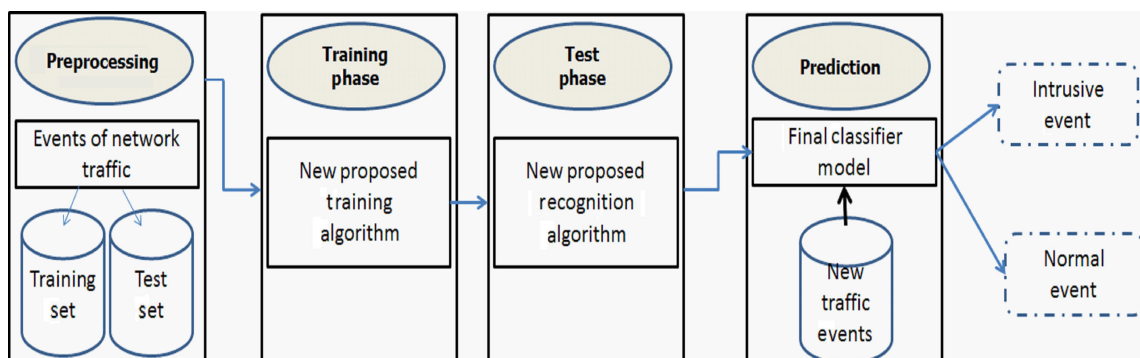 Preprocessing
Events of network
traffic
Training
set
Test
set
Training
phase
New proposed
training
algorithm
Test
phase
New proposed
recognition
algorithm
Prediction
Final classifier
model
New
traffic
events
Intrusive
event
Normal
event